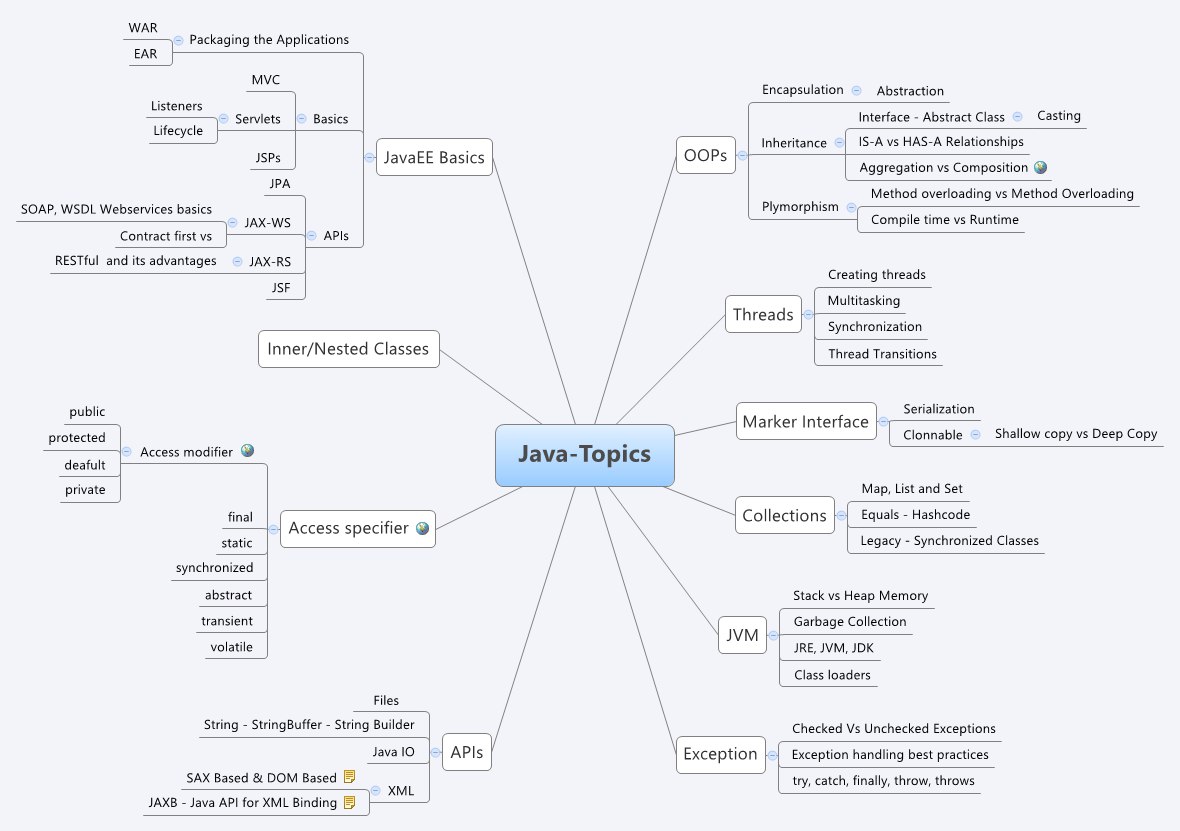 Java-Topics
JavaEE Basics
Packaging the Applications
WAR
EAR
Basics
MVC
Servlets
Listeners
Lifecycle
JSPs
APIs
JPA
JAX-WS
SOAP, WSDL Webservices basics
Contract first vs
JAX-RS
RESTful and its advantages
JSF
Inner/Nested Classes
Access specifier
Access modifier
public
protected
deafult
private
final
static
synchronized
abstract
transient
volatile
APIs
Files
String - StringBuffer - String Builder
Java IO
XML
SAX Based & DOM Based
JAXB - Java API for XML Binding
OOPs
Encapsulation
Abstraction
Inheritance
Interface - Abstract Class
Casting
IS-A vs HAS-A Relationships
Aggregation vs Composition
Plymorphism
Method overloading vs Method Overloading
Compile time vs Runtime
Threads
Creating threads
Multitasking
Synchronization
Thread Transitions
Marker Interface
Serialization
Clonnable
Shallow copy vs Deep Copy
Collections
Map, List and Set
Equals - Hashcode
Legacy - Synchronized Classes
JVM
Stack vs Heap Memory
Garbage Collection
JRE, JVM, JDK
Class loaders
Exception
Checked Vs Unchecked Exceptions
Exception handling best practices
try, catch, finally, throw, throws